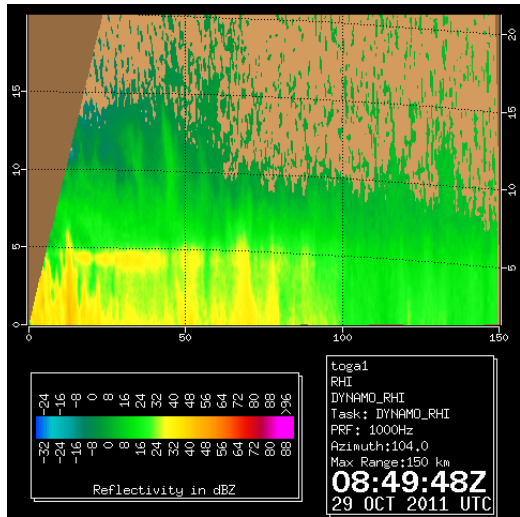 20
15
15
10
10
5
5
0
0 50 100 150
-24 -16 -8 0 8 16 24 32 40 48 56 64 72 80 88 >96
-32 -24 -16 -8 0 8 16 24 32 40 48 56 64 72 80 88
Reflectivity in dBZ
toga1
RHI
DYNAMO_RHI
Task: DYNAMO_RHI
PRF: 1000Hz
Azimuth:104.0
Max Range:150 km
08:49:48Z
29 OCT 2011 UTC